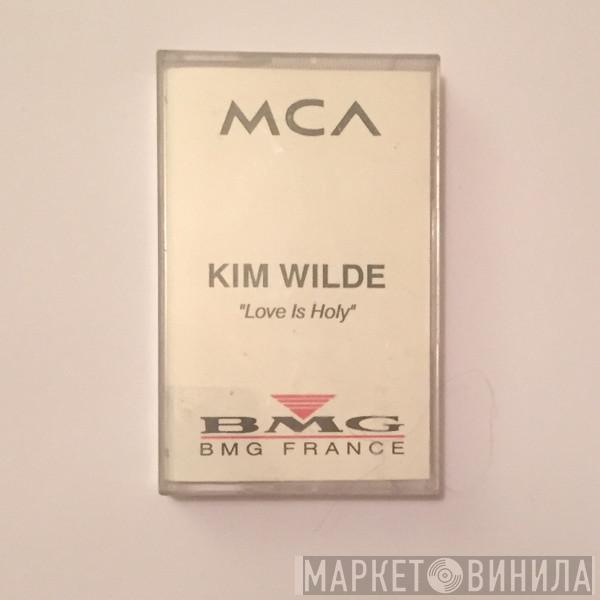 MCA
KIM WILDE
"Love Is Holy"
BMG
BMG FRANCE
МАРКЕТ ВИНИЛА